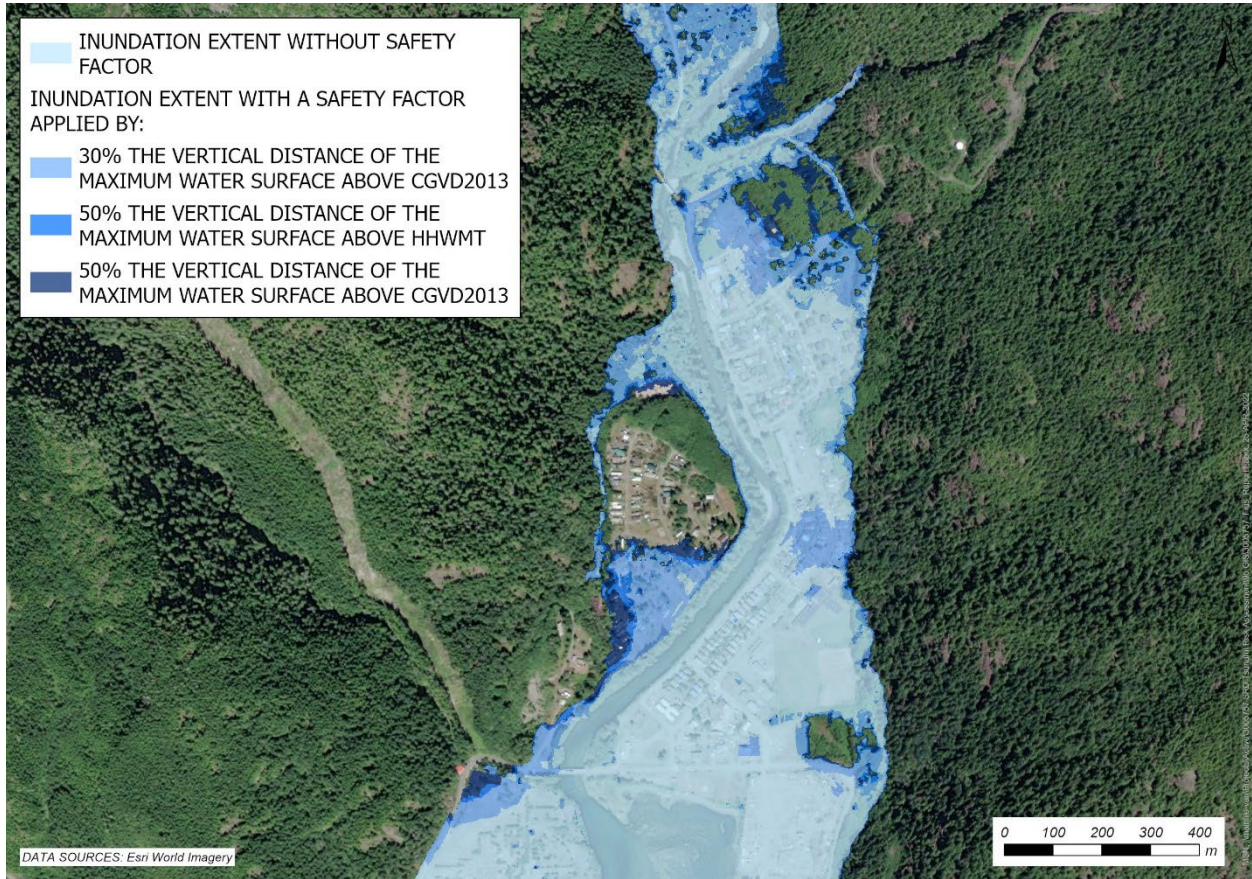 INUNDATION EXTENT WITHOUT SAFETY
FACTOR
INUNDATION EXTENT WITH A SAFETY FACTOR
APPLIED BY:
30% THE VERTICAL DISTANCE OF THE
MAXIMUM WATER SURFACE ABOVE CGVD2013
50% THE VERTICAL DISTANCE OF THE
MAXIMUM WATER SURFACE ABOVE HHWMT
50% THE VERTICAL DISTANCE OF THE
MAXIMUM WATER SURFACE ABOVE CGVD2013
0 100 200 300 400
m
DATA SOURCES: Esri World Imagery